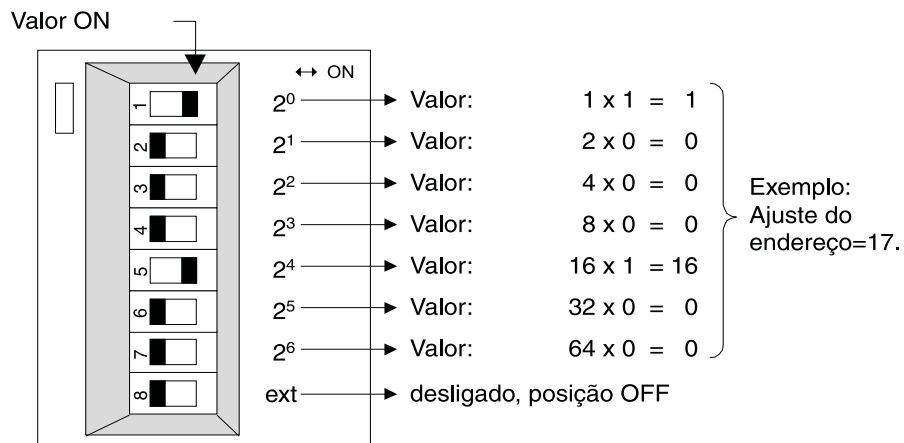 Valor ON
↔ ON
1 2⁰ Valor: 1 x 1 = 1
2 2¹ Valor: 2 x 0 = 0
3 2² Valor: 4 x 0 = 0
4 2³ Valor: 8 x 0 = 0
5 2⁴ Valor: 16 x 1 = 16
6 2⁵ Valor: 32 x 0 = 0
7 2⁶ Valor: 64 x 0 = 0
8 ext desligado, posição OFF
Exemplo:
Ajuste do
endereço=17.